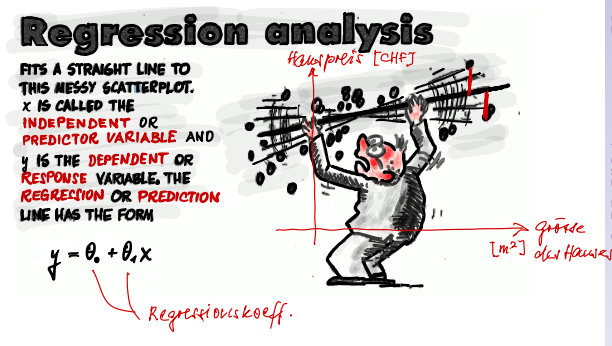 Regression analysis
Hauspreis [CHF]
FITS A STRAIGHT LINE TO
THIS MESSY SCATTERPLOT.
x IS CALLED THE
INDEPENDENT OR
PREDICTOR VARIABLE AND
y IS THE DEPENDENT OR
RESPONSE VARIABLE. THE
REGRESSION OR PREDICTION
LINE HAS THE FORM
y = θ₀ + θ₁x
grösse
[m²] des Hauses
Regressionskoeff.